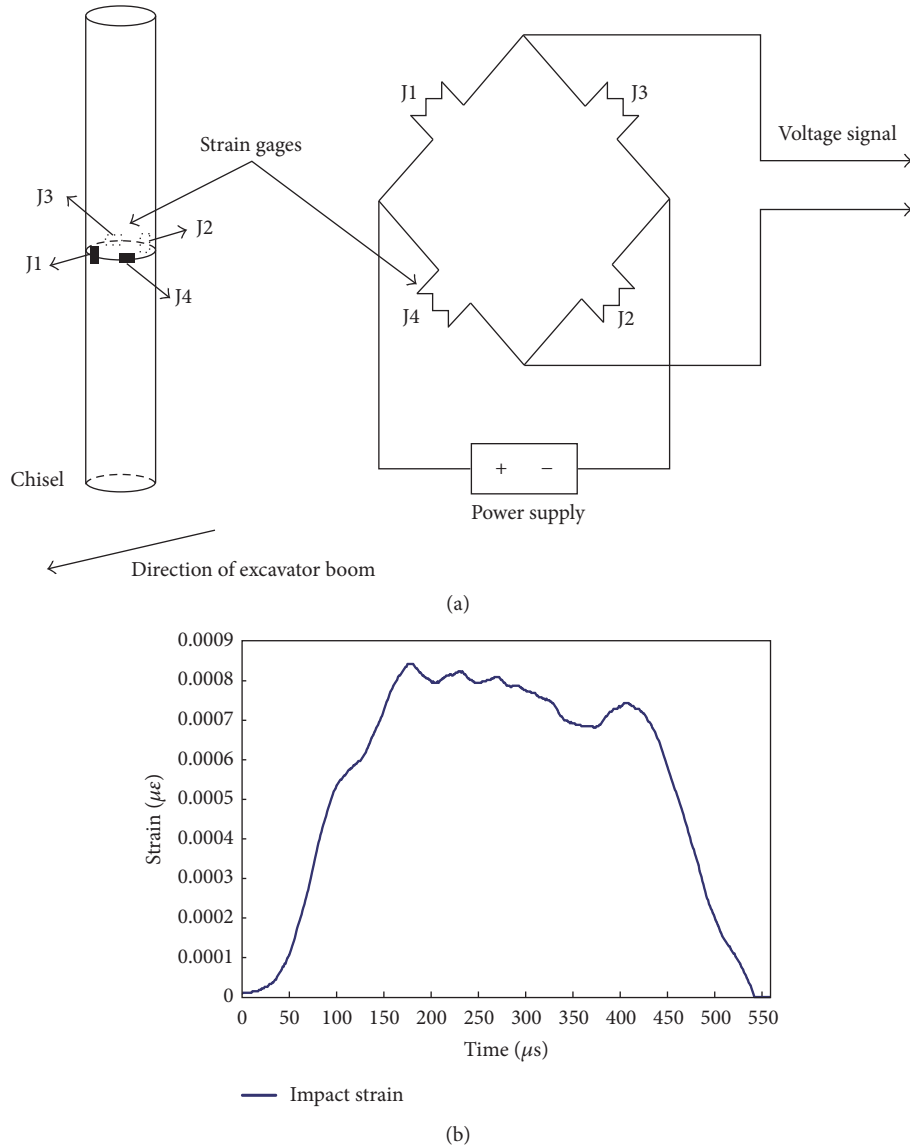 J1
J3
Voltage signal
Strain gages
J3
J2
J1
J4
J4
J2
Chisel
+ −
Power supply
Direction of excavator boom
(a)
0.0009
0.0008
0.0007
0.0006
0.0005
0.0004
0.0003
0.0002
0.0001
0
Strain (με)
0 50 100 150 200 250 300 350 400 450 500 550
Time (μs)
Impact strain
(b)